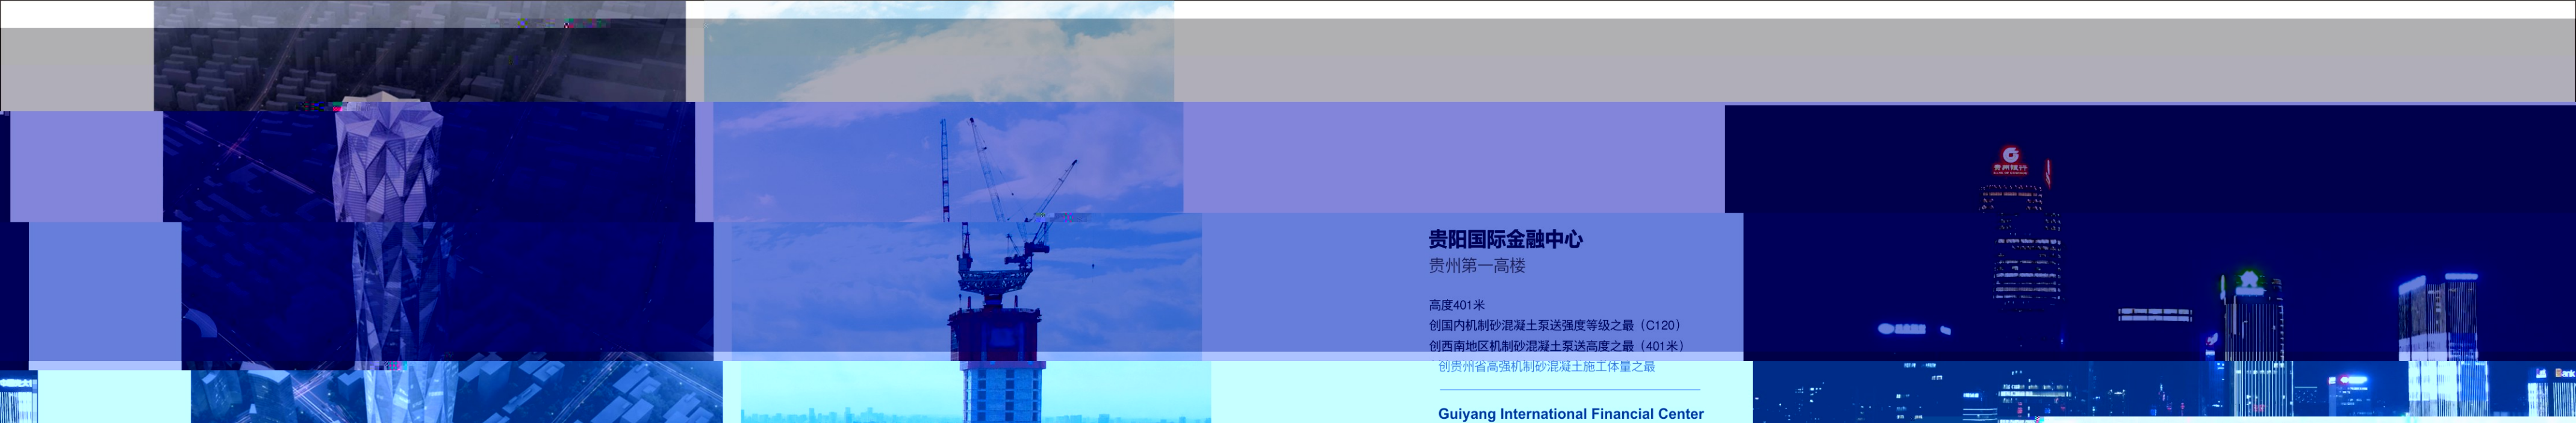 贵阳国际金融中心
贵州第一高楼
高度401米
创国内机制砂混凝土泵送强度等级之最（C120）
创西南地区机制砂混凝土泵送高度之最（401米）
创贵州省高强机制砂混凝土施工体量之最
Guiyang International Financial Center
贵州银行